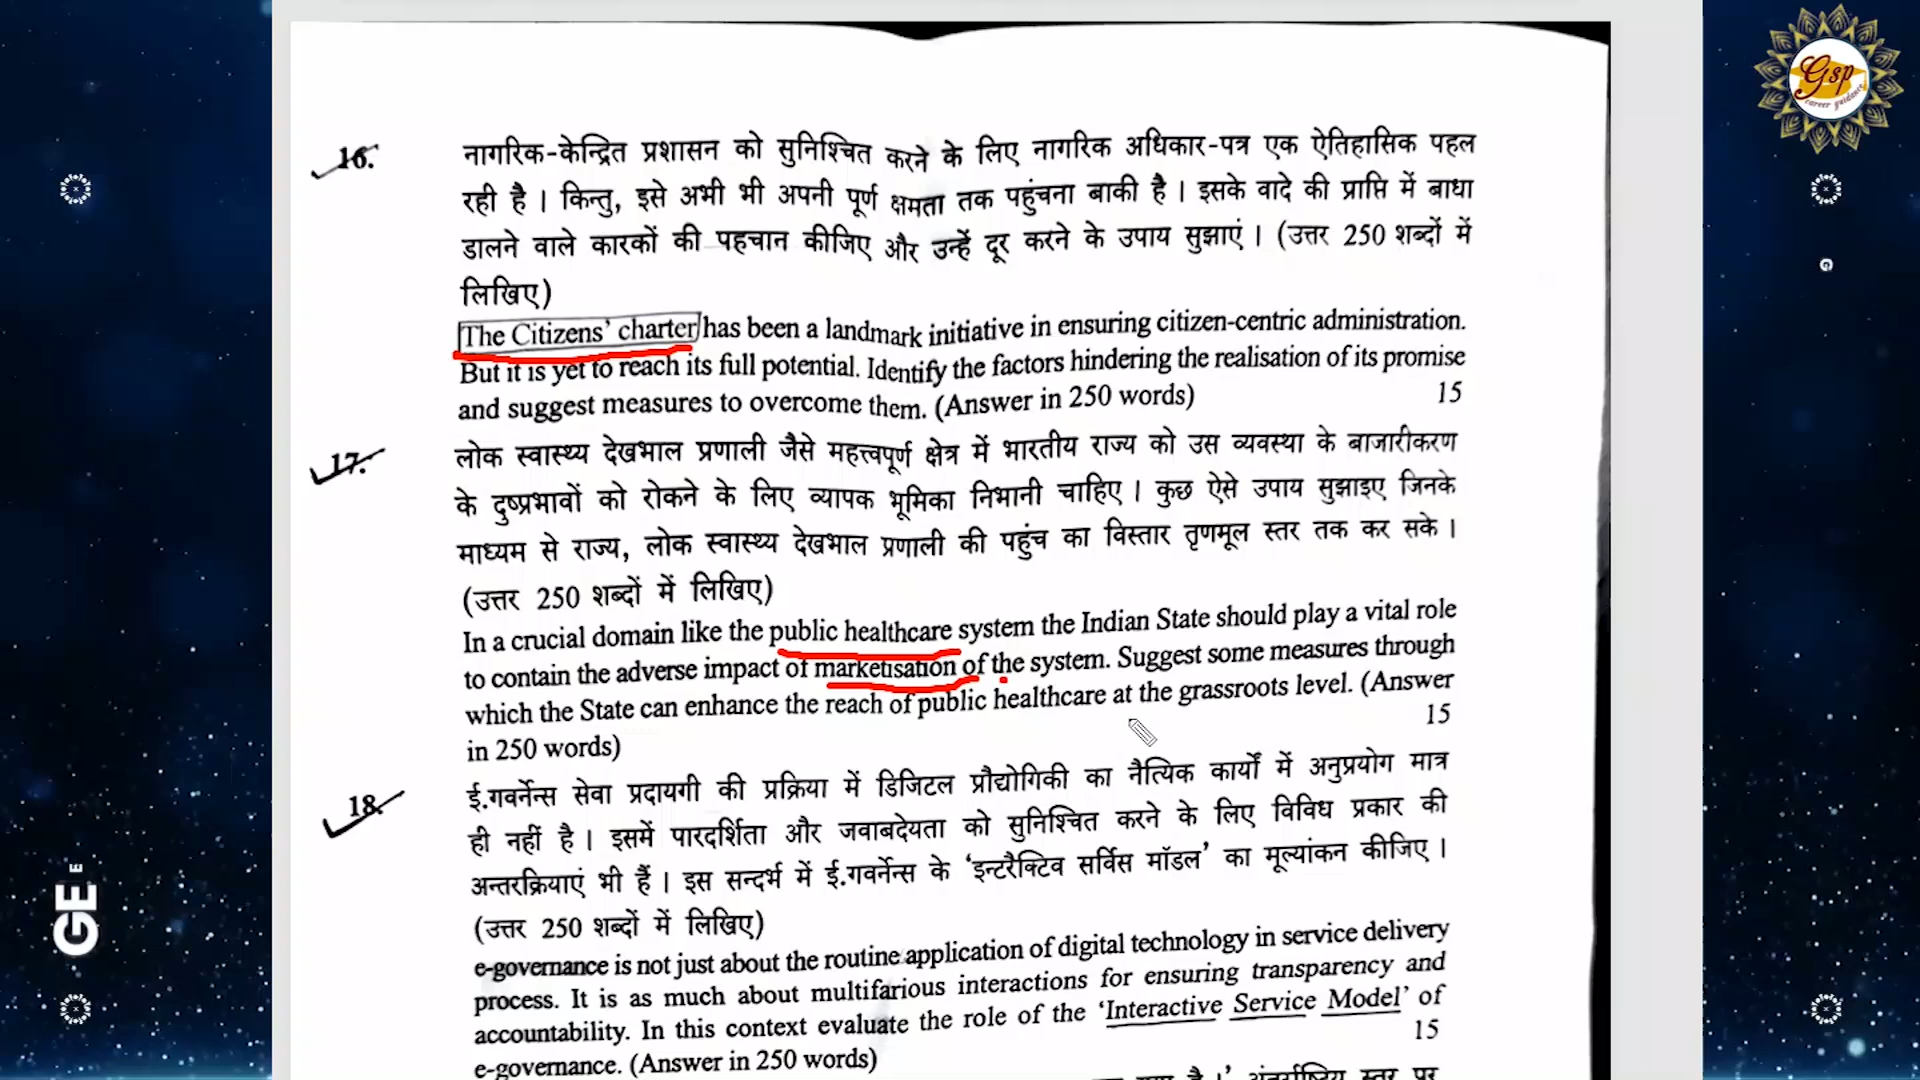 Gsp
career guidance
16.
नागरिक-केन्द्रित प्रशासन को सुनिश्चित करने के लिए नागरिक अधिकार-पत्र एक ऐतिहासिक पहल
रही है । किन्तु, इसे अभी भी अपनी पूर्ण क्षमता तक पहुंचना बाकी है । इसके वादे की प्राप्ति में बाधा
डालने वाले कारकों की पहचान कीजिए और उन्हें दूर करने के उपाय सुझाएं । (उत्तर 250 शब्दों में
लिखिए)
The Citizens' charter has been a landmark initiative in ensuring citizen-centric administration.
But it is yet to reach its full potential. Identify the factors hindering the realisation of its promise
and suggest measures to overcome them. (Answer in 250 words) 15
17.
लोक स्वास्थ्य देखभाल प्रणाली जैसे महत्त्वपूर्ण क्षेत्र में भारतीय राज्य को उस व्यवस्था के बाजारीकरण
के दुष्प्रभावों को रोकने के लिए व्यापक भूमिका निभानी चाहिए । कुछ ऐसे उपाय सुझाइए जिनके
माध्यम से राज्य, लोक स्वास्थ्य देखभाल प्रणाली की पहुंच का विस्तार तृणमूल स्तर तक कर सके ।
(उत्तर 250 शब्दों में लिखिए)
In a crucial domain like the public healthcare system the Indian State should play a vital role
to contain the adverse impact of marketisation of the system. Suggest some measures through
which the State can enhance the reach of public healthcare at the grassroots level. (Answer
in 250 words) 15
18.
ई.गवर्नेन्स सेवा प्रदायगी की प्रक्रिया में डिजिटल प्रौद्योगिकी का नैत्यिक कार्यों में अनुप्रयोग मात्र
ही नहीं है । इसमें पारदर्शिता और जवाबदेयता को सुनिश्चित करने के लिए विविध प्रकार की
अन्तरक्रियाएं भी हैं । इस सन्दर्भ में ई.गवर्नेन्स के 'इन्टरैक्टिव सर्विस मॉडल' का मूल्यांकन कीजिए ।
(उत्तर 250 शब्दों में लिखिए)
e-governance is not just about the routine application of digital technology in service delivery
process. It is as much about multifarious interactions for ensuring transparency and
accountability. In this context evaluate the role of the 'Interactive Service Model' of
e-governance. (Answer in 250 words) 15
है ।' अंतर्राष्ट्रिय स्तर पर
GE
E
G